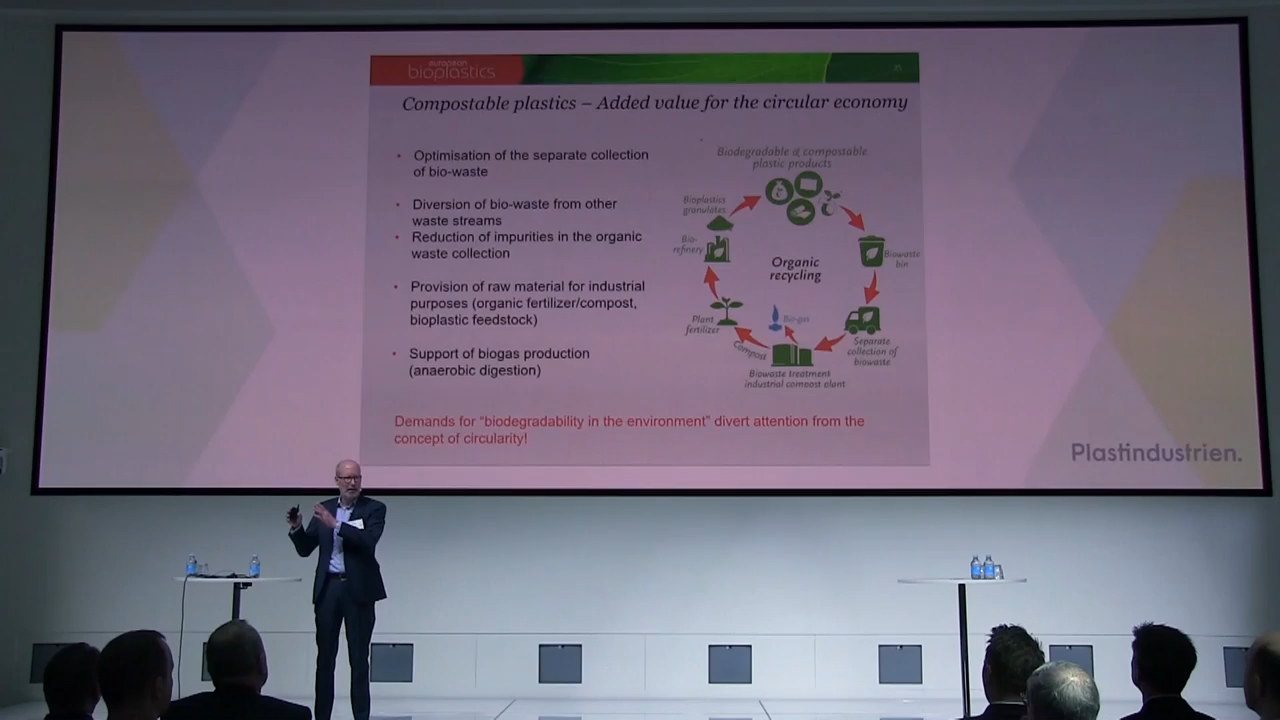 european
bioplastics
25
Compostable plastics – Added value for the circular economy
• Optimisation of the separate collection
of bio-waste
• Diversion of bio-waste from other
waste streams
• Reduction of impurities in the organic
waste collection
• Provision of raw material for industrial
purposes (organic fertilizer/compost,
bioplastic feedstock)
• Support of biogas production
(anaerobic digestion)
Demands for “biodegradability in the environment” divert attention from the
concept of circularity!
Biodegradable & compostable
plastic products
Bioplastics
granulates
Bio-
refinery
Biowaste
bin
Organic
recycling
Plant
fertilizer
Bio-gas
Compost
Separate
collection of
biowaste
Biowaste treatment
industrial compost plant
Plastindustrien.